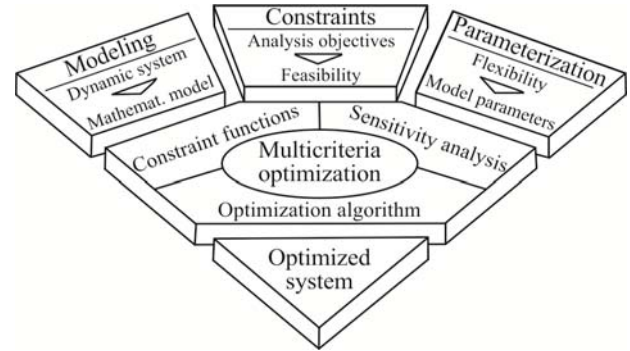 Modeling
Dynamic system
Mathemat. model
Constraints
Analysis objectives
Feasibility
Parameterization
Flexibility
Model parameters
Constraint functions
Sensitivity analysis
Multicriteria
optimization
Optimization algorithm
Optimized
system